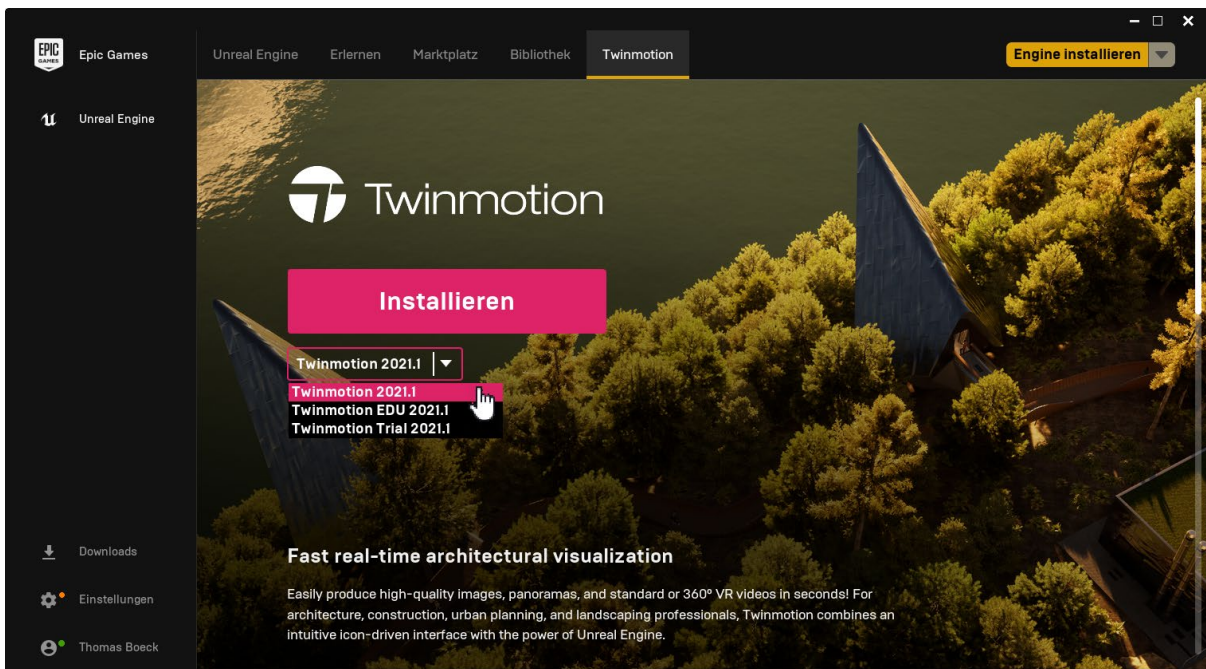 EPIC
GAMES
Epic Games
Unreal Engine
Erlernen
Marktplatz
Bibliothek
Twinmotion
Engine installieren
Unreal Engine
Twinmotion
Installieren
Twinmotion 2021.1
Twinmotion 2021.1
Twinmotion EDU 2021.1
Twinmotion Trial 2021.1
Downloads
Einstellungen
Thomas Boeck
Fast real-time architectural visualization
Easily produce high-quality images, panoramas, and standard or 360° VR videos in seconds! For
architecture, construction, urban planning, and landscaping professionals, Twinmotion combines an
intuitive icon-driven interface with the power of Unreal Engine.